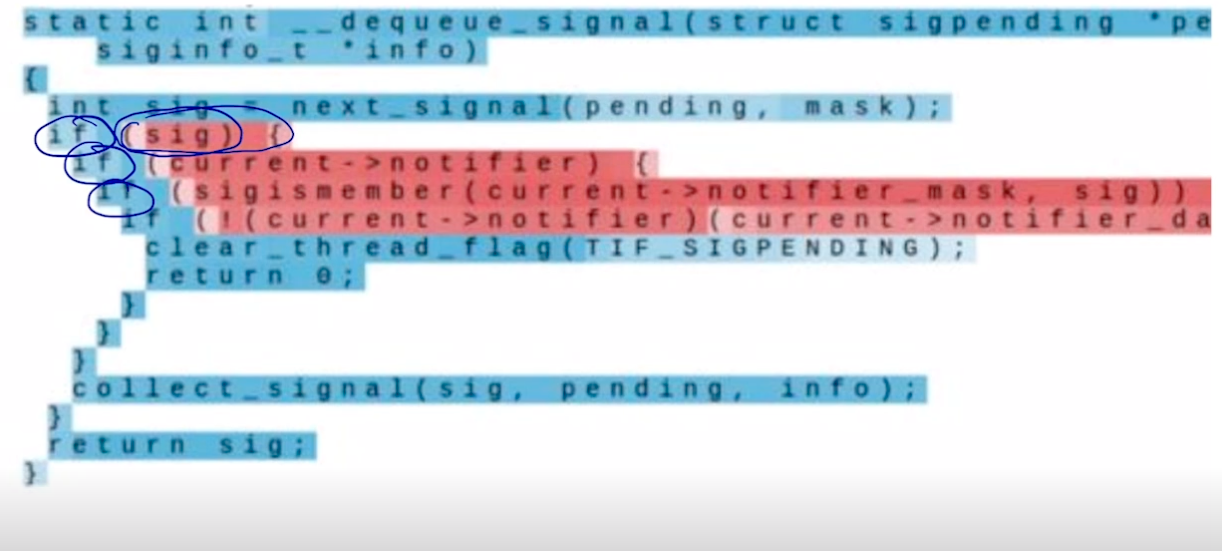 static int __dequeue_signal(struct sigpending *pe
siginfo_t *info)
{
int sig = next_signal(pending, mask);
if (sig) {
if (current->notifier) {
if (sigismember(current->notifier_mask, sig))
if (!(current->notifier)(current->notifier_da
clear_thread_flag(TIF_SIGPENDING);
return 0;
}
}
}
collect_signal(sig, pending, info);
}
return sig;
}